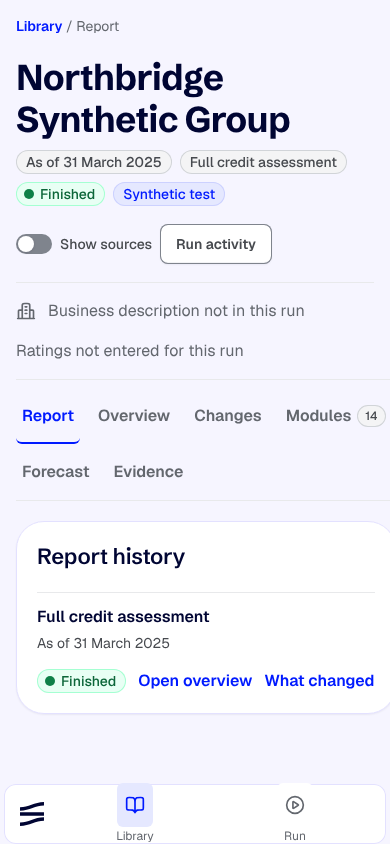 Library / Report
Northbridge
Synthetic Group
As of 31 March 2025 Full credit assessment
Finished Synthetic test
Show sources Run activity
Business description not in this run
Ratings not entered for this run
Report Overview Changes Modules 14
Forecast Evidence
Report history
Full credit assessment
As of 31 March 2025
Finished Open overview What changed
Library Run